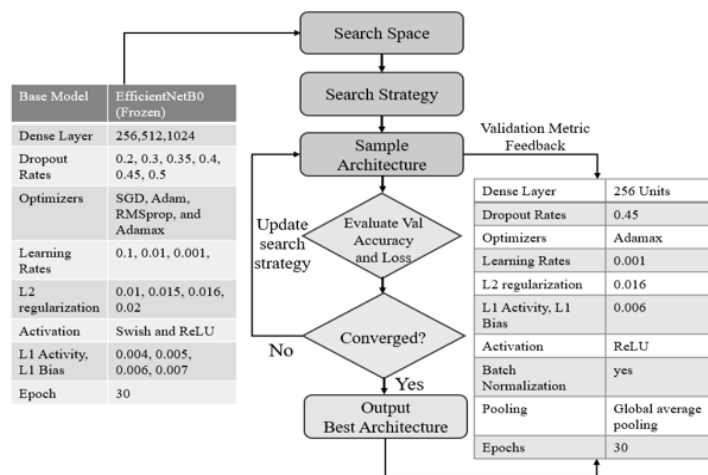 Search Space
Search Strategy
Sample
Architecture
Validation Metric
Feedback
Evaluate Val
Accuracy
and Loss
Update
search
strategy
Converged?
No
Yes
Output
Best Architecture
Base Model EfficientNetB0
(Frozen)
Dense Layer 256,512,1024
Dropout 0.2, 0.3, 0.35, 0.4,
Rates 0.45, 0.5
Optimizers SGD, Adam,
RMSprop, and
Adamax
Learning 0.1, 0.01, 0.001,
Rates
L2 0.01, 0.015, 0.016,
regularization 0.02
Activation Swish and ReLU
L1 Activity, 0.004, 0.005,
L1 Bias 0.006, 0.007
Epoch 30
Dense Layer 256 Units
Dropout Rates 0.45
Optimizers Adamax
Learning Rates 0.001
L2 regularization 0.016
L1 Activity, L1 0.006
Bias
Activation ReLU
Batch yes
Normalization
Pooling Global average
pooling
Epochs 30